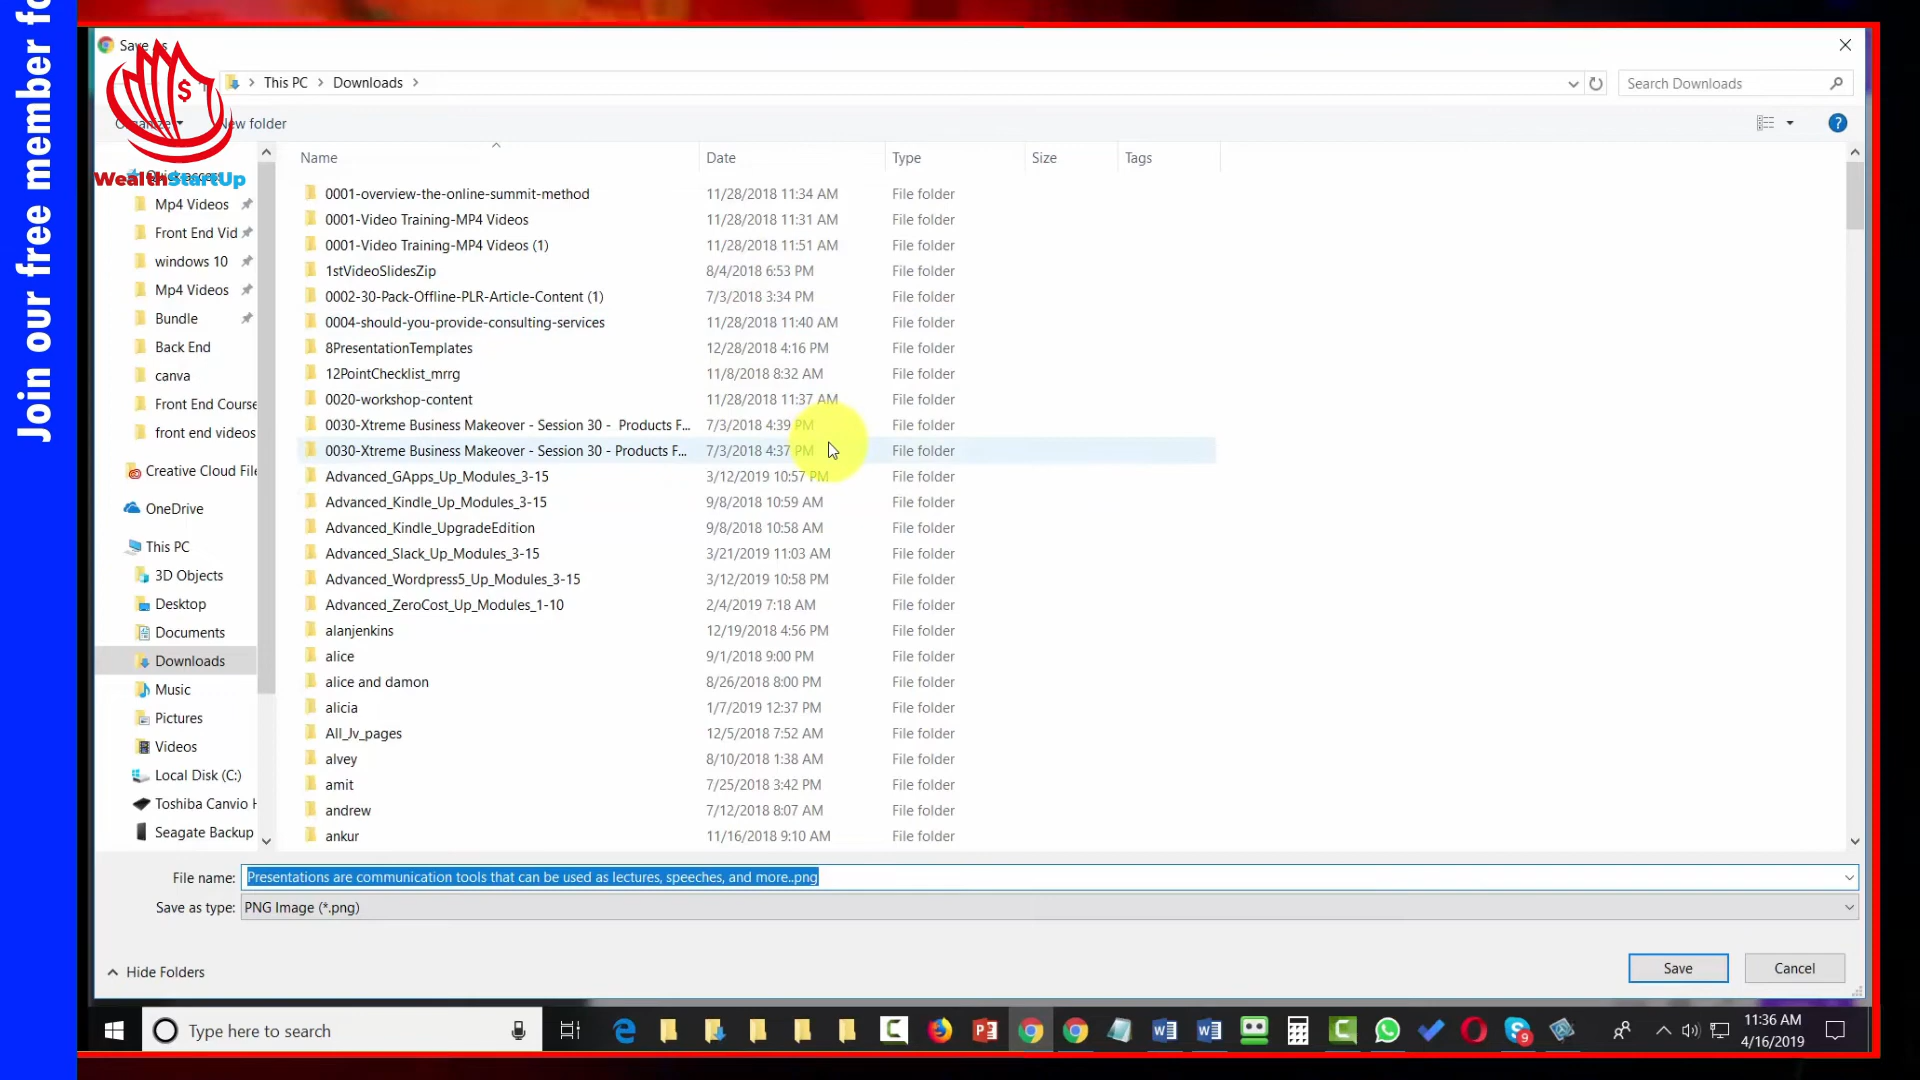 Join our free member fo
Save As
This PC > Downloads >
Search Downloads
Organize
New folder
WealthStartUp
Quick access
Mp4 Videos
Front End Vid
windows 10
Mp4 Videos
Bundle
Back End
canva
Front End Course
front end videos
Creative Cloud File
OneDrive
This PC
3D Objects
Desktop
Documents
Downloads
Music
Pictures
Videos
Local Disk (C:)
Toshiba Canvio H
Seagate Backup
Name Date Type Size Tags
0001-overview-the-online-summit-method 11/28/2018 11:34 AM File folder
0001-Video Training-MP4 Videos 11/28/2018 11:31 AM File folder
0001-Video Training-MP4 Videos (1) 11/28/2018 11:51 AM File folder
1stVideoSlidesZip 8/4/2018 6:53 PM File folder
0002-30-Pack-Offline-PLR-Article-Content (1) 7/3/2018 3:34 PM File folder
0004-should-you-provide-consulting-services 11/28/2018 11:40 AM File folder
8PresentationTemplates 12/28/2018 4:16 PM File folder
12PointChecklist_mrrg 11/8/2018 8:32 AM File folder
0020-workshop-content 11/28/2018 11:37 AM File folder
0030-Xtreme Business Makeover - Session 30 -  Products F... 7/3/2018 4:39 PM File folder
0030-Xtreme Business Makeover - Session 30 - Products F... 7/3/2018 4:37 PM File folder
Advanced_GApps_Up_Modules_3-15 3/12/2019 10:57 PM File folder
Advanced_Kindle_Up_Modules_3-15 9/8/2018 10:59 AM File folder
Advanced_Kindle_UpgradeEdition 9/8/2018 10:58 AM File folder
Advanced_Slack_Up_Modules_3-15 3/21/2019 11:03 AM File folder
Advanced_Wordpress5_Up_Modules_3-15 3/12/2019 10:58 PM File folder
Advanced_ZeroCost_Up_Modules_1-10 2/4/2019 7:18 AM File folder
alanjenkins 12/19/2018 4:56 PM File folder
alice 9/1/2018 9:00 PM File folder
alice and damon 8/26/2018 8:00 PM File folder
alicia 1/7/2019 12:37 PM File folder
All_Jv_pages 12/5/2018 7:52 AM File folder
alvey 8/10/2018 1:38 AM File folder
amit 7/25/2018 3:42 PM File folder
andrew 7/12/2018 8:07 AM File folder
ankur 11/16/2018 9:10 AM File folder
File name: Presentations are communication tools that can be used as lectures, speeches, and more..png
Save as type: PNG Image (*.png)
Hide Folders
Save
Cancel
Type here to search
11:36 AM
4/16/2019